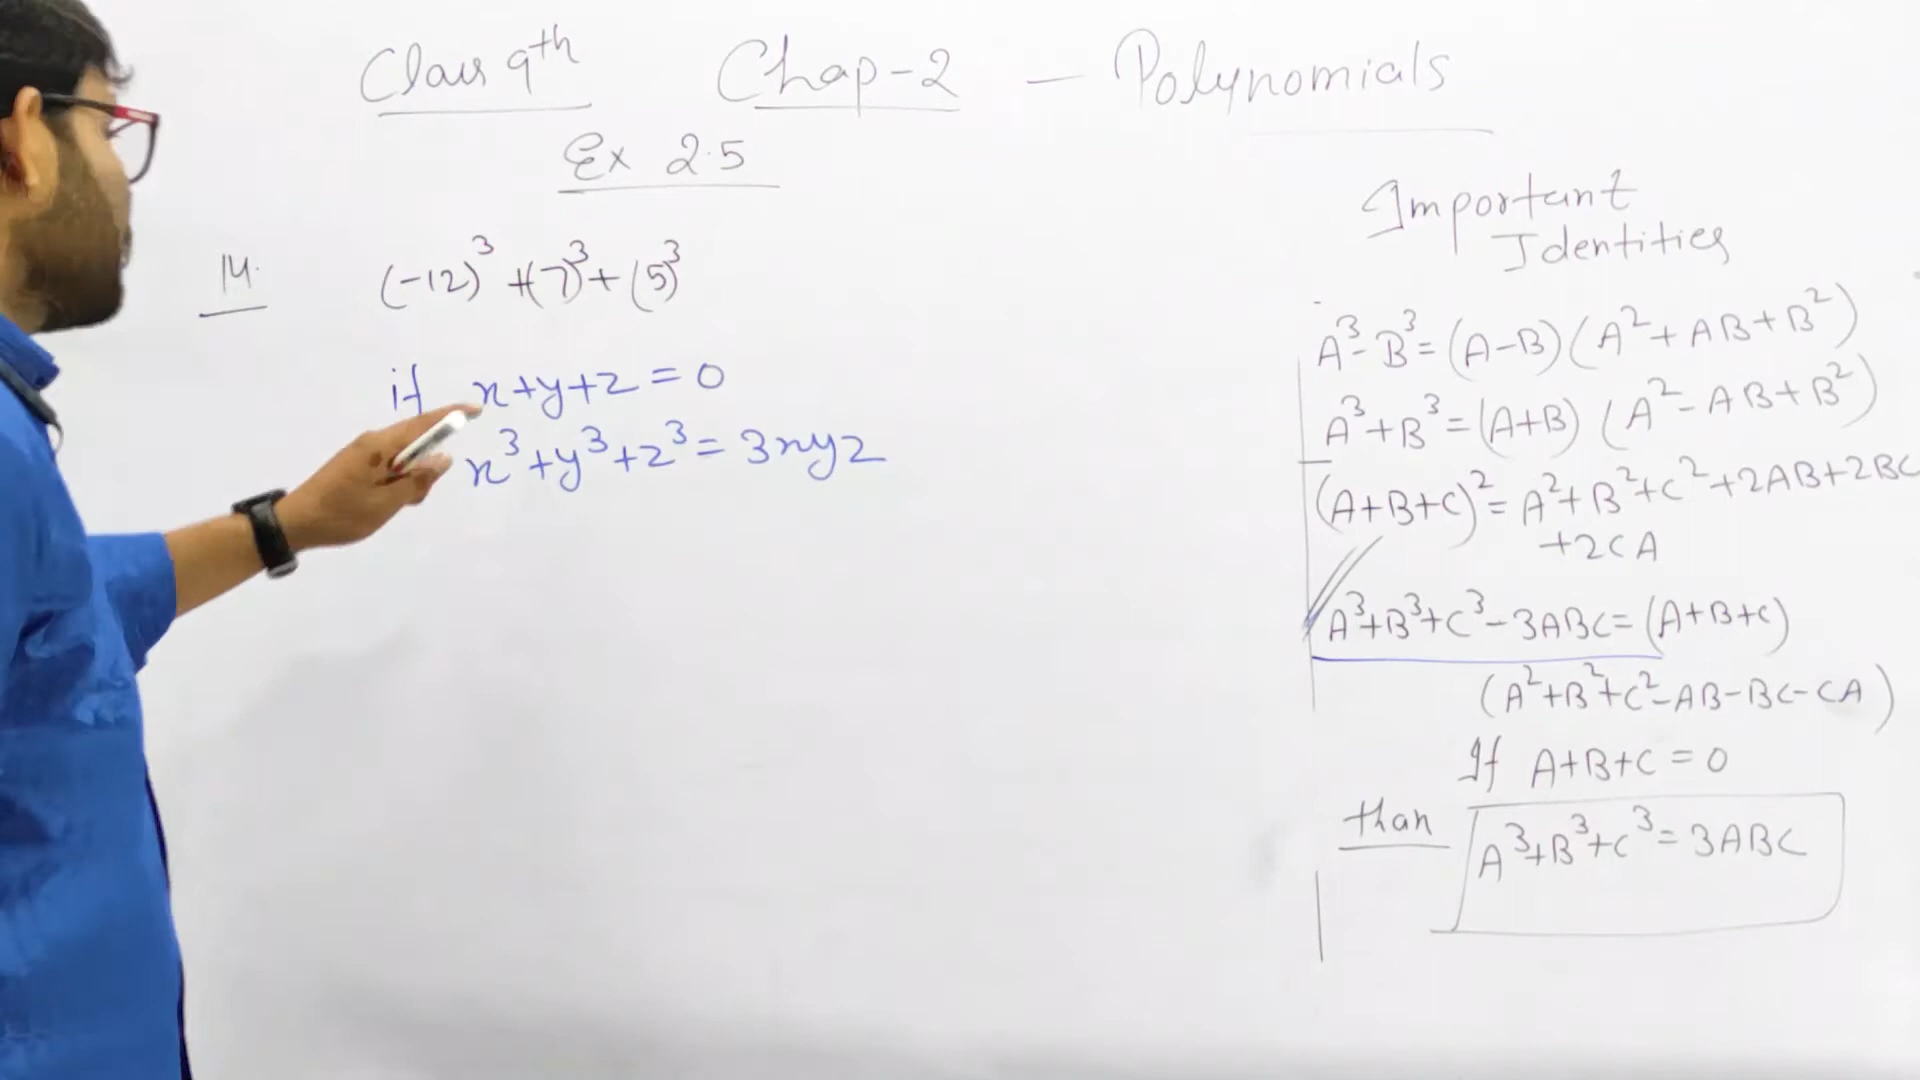 Class 9th Chap-2 — Polynomials
Ex 2.5
14. (-12)³ + (7)³ + (5)³
if x+y+z = 0
x³+y³+z³ = 3xyz
Important
Identities
A³-B³ = (A-B) (A²+AB+B²)
A³+B³ = (A+B) (A²-AB+B²)
(A+B+C)² = A²+B²+C²+2AB+2BC
+2CA
A³+B³+C³-3ABC = (A+B+C)
(A²+B²+C²-AB-BC-CA)
If A+B+C = 0
than A³+B³+C³ = 3ABC